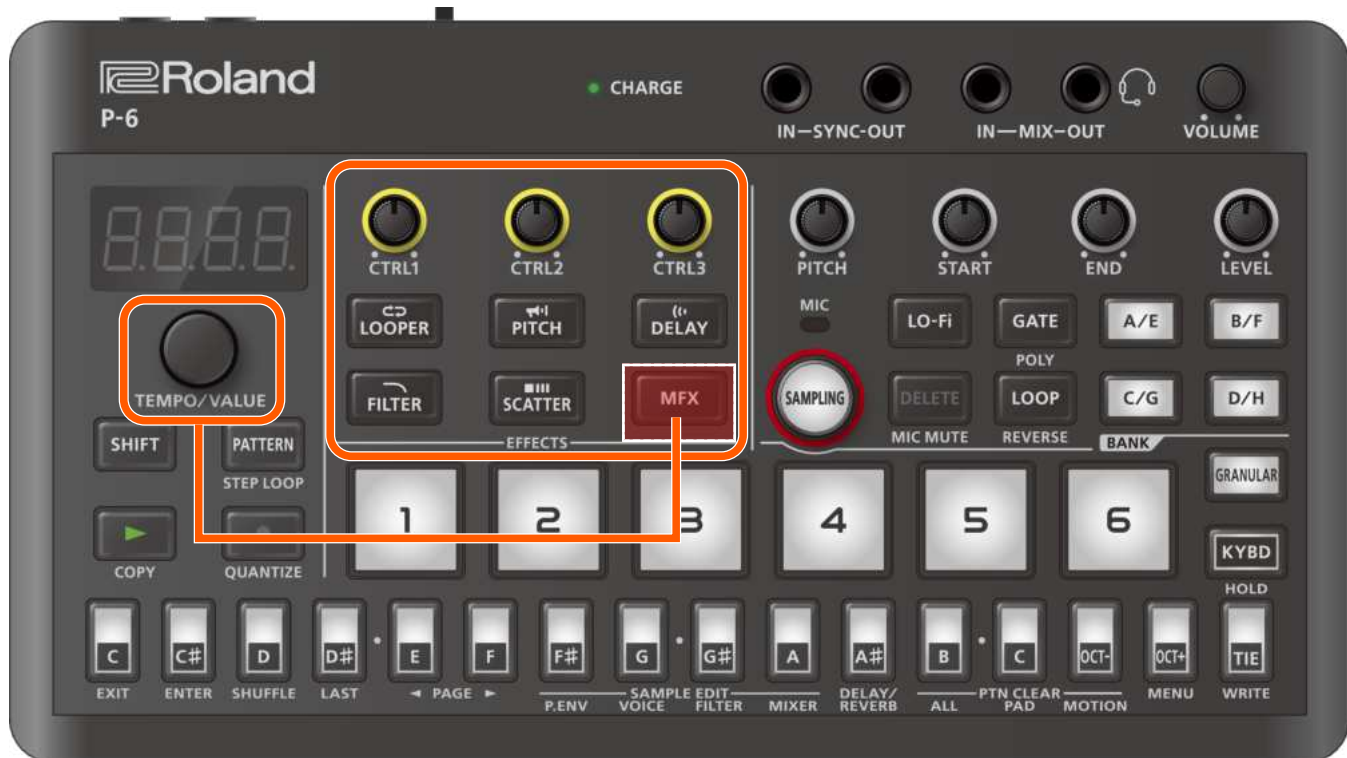 Roland
P-6
CHARGE
IN-SYNC-OUT
IN-MIX-OUT
VOLUME
8.8.8.8.
CTRL1
CTRL2
CTRL3
PITCH
START
END
LEVEL
LOOPER
PITCH
DELAY
MIC
LO-Fi
GATE
A/E
B/F
POLY
TEMPO/VALUE
FILTER
SCATTER
MFX
SAMPLING
DELETE
LOOP
C/G
D/H
MIC MUTE
REVERSE
BANK
EFFECTS
SHIFT
PATTERN
STEP LOOP
GRANULAR
1
2
3
4
5
6
COPY
QUANTIZE
KYBD
HOLD
C
C#
D
D#
E
F
F#
G
G#
A
A#
B
C
OCT-
OCT+
TIE
EXIT
ENTER
SHUFFLE
LAST
◄ PAGE ►
SAMPLE EDIT
P.ENV
VOICE
FILTER
MIXER
DELAY/
REVERB
PTN CLEAR
ALL
PAD
MOTION
MENU
WRITE